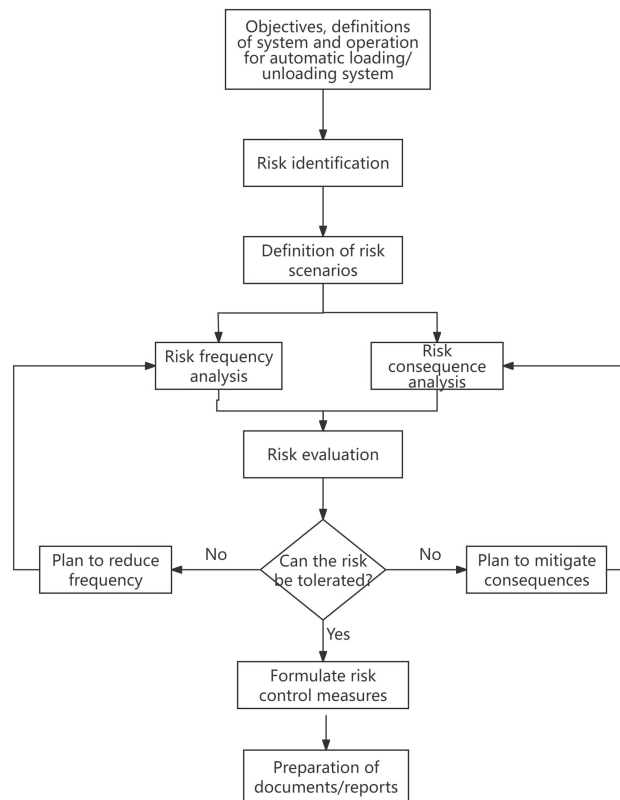 Objectives, definitions
of system and operation
for automatic loading/
unloading system
Risk identification
Definition of risk
scenarios
Risk frequency
analysis
Risk
consequence
analysis
Risk evaluation
Can the risk
be tolerated?
No
No
Plan to reduce
frequency
Plan to mitigate
consequences
Yes
Formulate risk
control measures
Preparation of
documents/reports